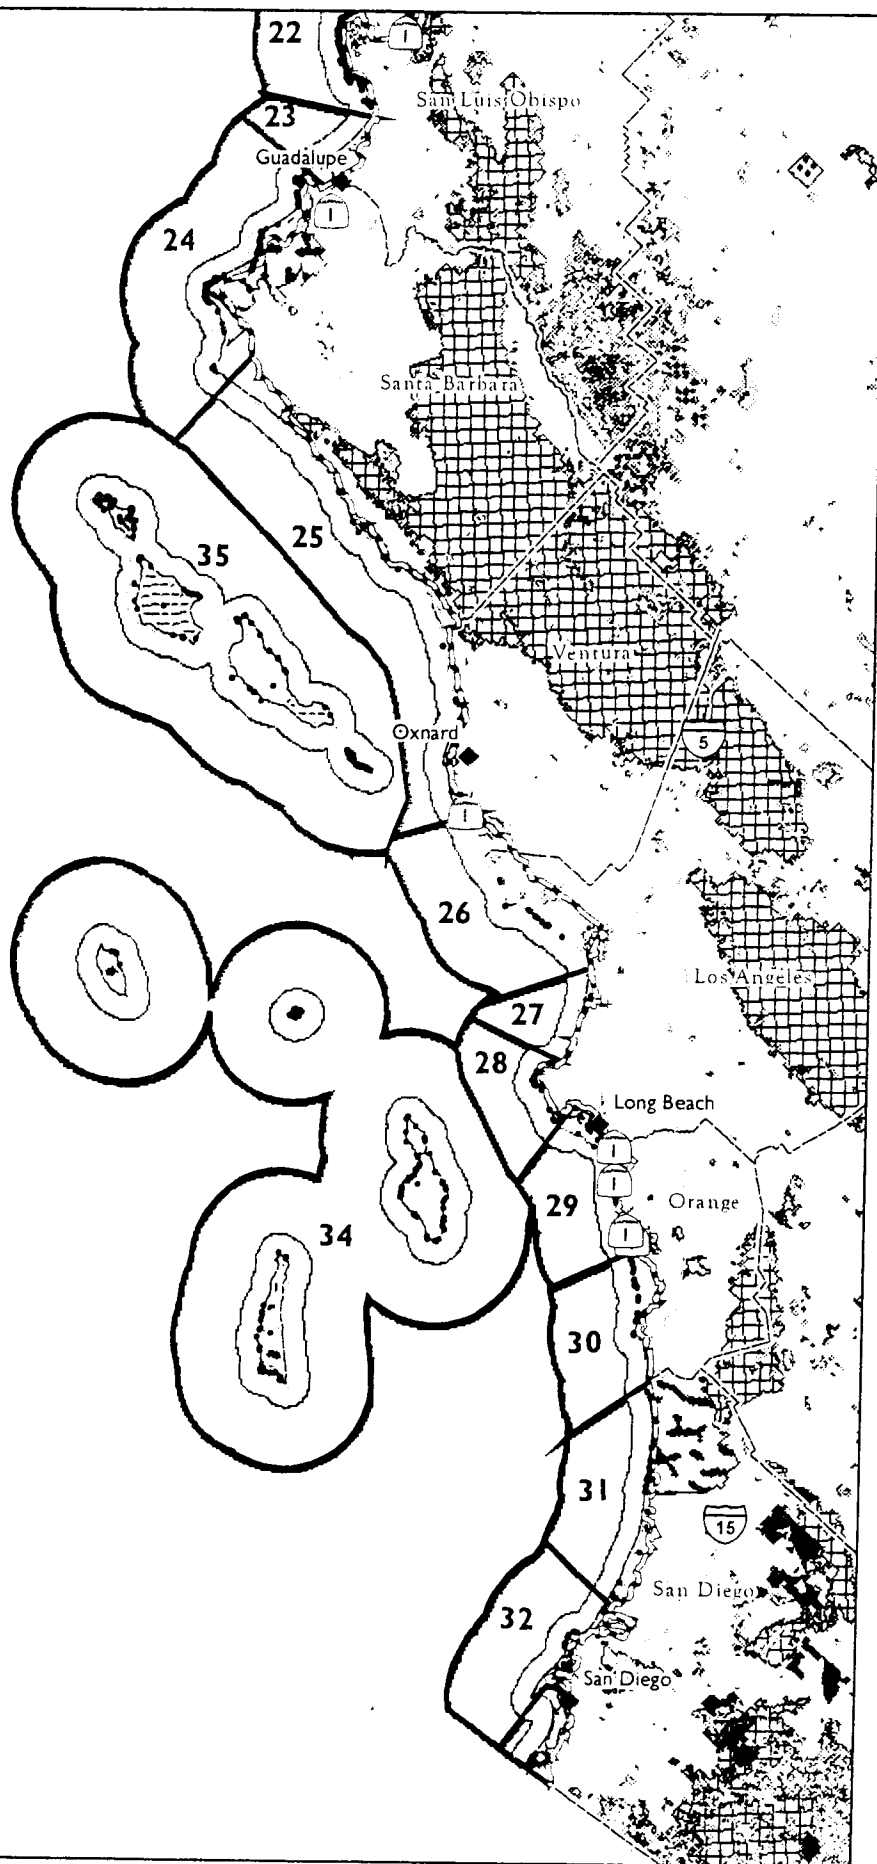 22
1
San Luis Obispo
23
Guadalupe
1
24
Santa Barbara
25
35
Ventura
Oxnard
5
1
26
Los Angeles
27
28
Long Beach
1
1
29
Orange
34
1
30
31
15
San Diego
32
San Diego